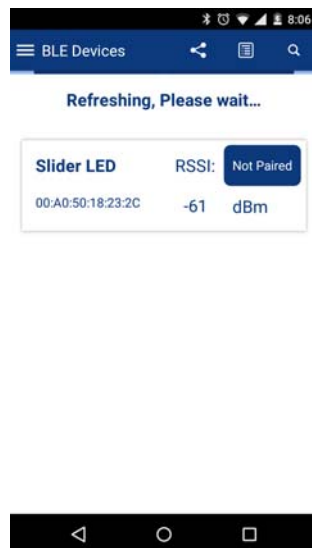 8:06
BLE Devices
Refreshing, Please wait...
Slider LED RSSI: Not Paired
00:A0:50:18:23:2C -61 dBm